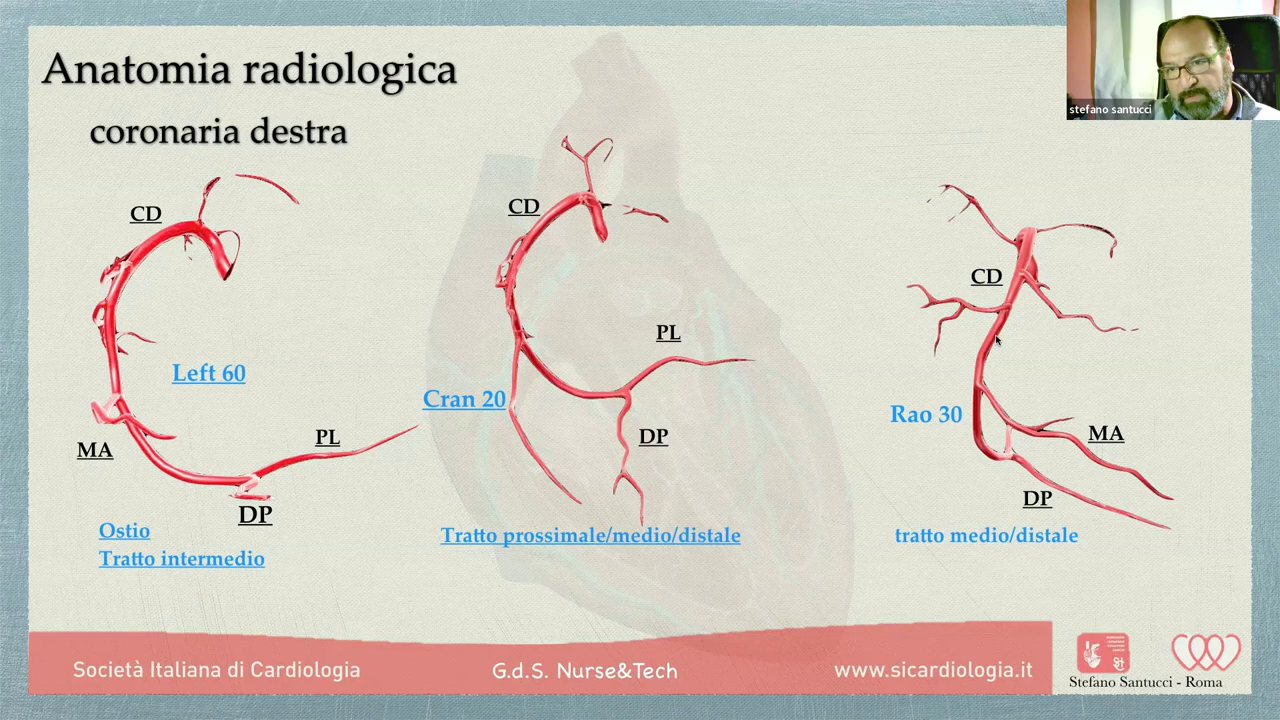 Anatomia radiologica
coronaria destra
stefano santucci
CD
Left 60
MA
PL
DP
Ostio
Tratto intermedio
CD
PL
Cran 20
DP
Tratto prossimale/medio/distale
CD
Rao 30
MA
DP
tratto medio/distale
Società Italiana di Cardiologia
G.d.S. Nurse&Tech
www.sicardiologia.it
Stefano Santucci - Roma